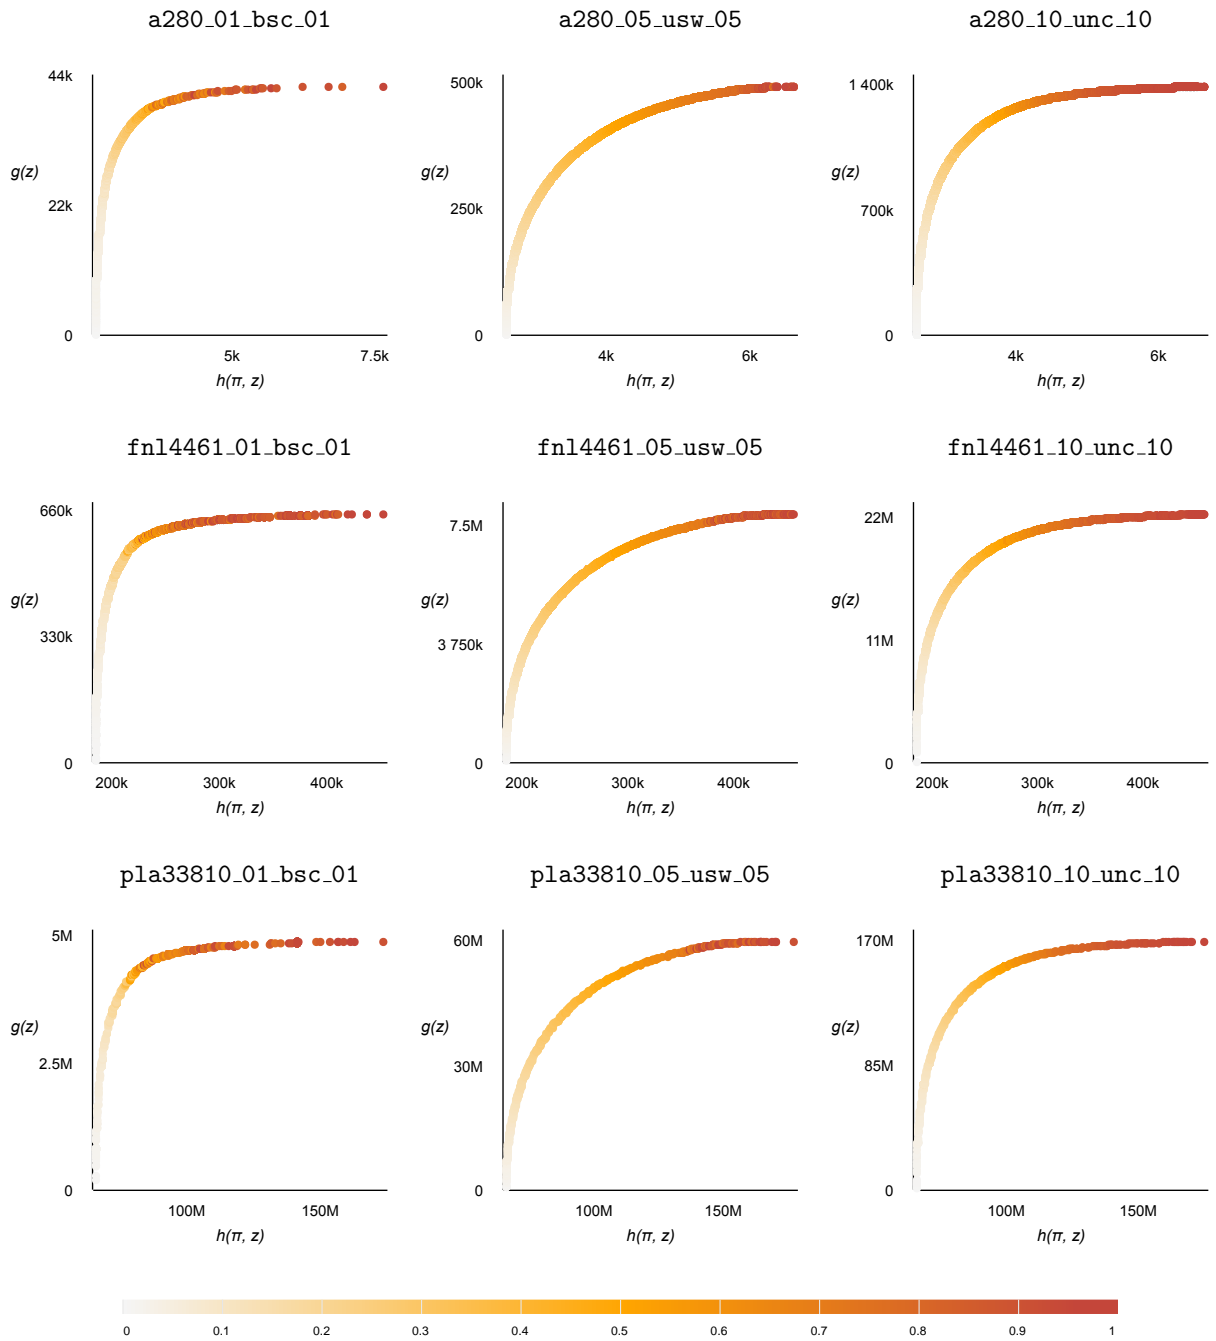 a280_01_bsc_01 a280_05_usw_05 a280_10_unc_10
44k 500k 1 400k
g(z) g(z) g(z)
22k 250k 700k
0 0 0
5k 7.5k 4k 6k 4k 6k
h(π, z) h(π, z) h(π, z)
fnl4461_01_bsc_01 fnl4461_05_usw_05 fnl4461_10_unc_10
660k 7.5M 22M
g(z) g(z) g(z)
330k 3 750k 11M
0 0 0
200k 300k 400k 200k 300k 400k 200k 300k 400k
h(π, z) h(π, z) h(π, z)
pla33810_01_bsc_01 pla33810_05_usw_05 pla33810_10_unc_10
5M 60M 170M
g(z) g(z) g(z)
2.5M 30M 85M
0 0 0
100M 150M 100M 150M 100M 150M
h(π, z) h(π, z) h(π, z)
0 0.1 0.2 0.3 0.4 0.5 0.6 0.7 0.8 0.9 1